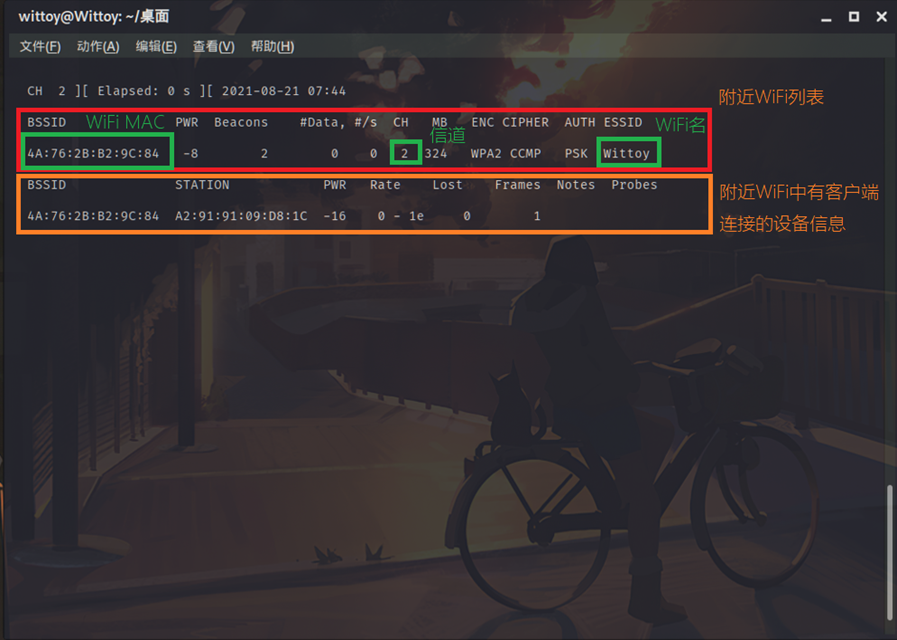 wittoy@Wittoy: ~/桌面
文件(F) 动作(A) 编辑(E) 查看(V) 帮助(H)
CH 2 ][ Elapsed: 0 s ][ 2021-08-21 07:44
附近WiFi列表
BSSID WiFi MAC PWR Beacons #Data, #/s CH MB ENC CIPHER AUTH ESSID WiFi名
信道
4A:76:2B:B2:9C:84 -8 2 0 0 2 324 WPA2 CCMP PSK Wittoy
BSSID STATION PWR Rate Lost Frames Notes Probes
附近WiFi中有客户端
4A:76:2B:B2:9C:84 A2:91:91:09:D8:1C -16 0 - 1e 0 1
连接的设备信息